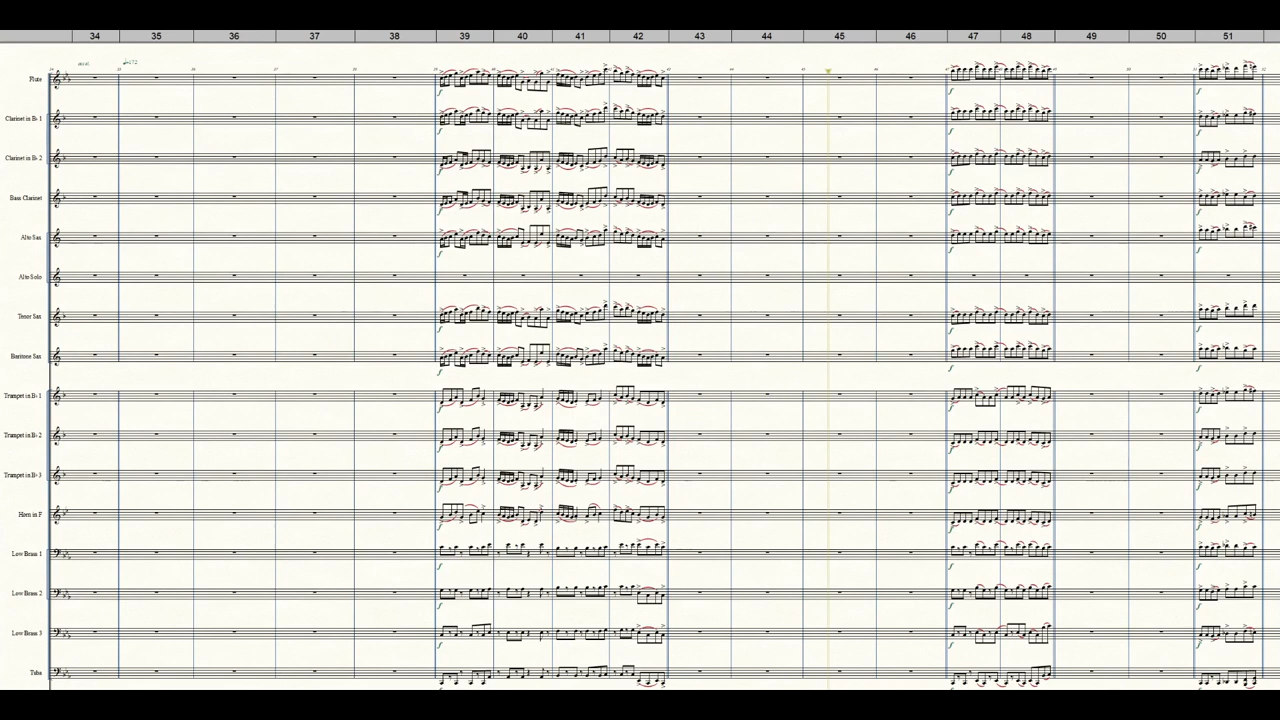 34 35 36 37 38 39 40 41 42 43 44 45 46 47 48 49 50 51
Flute
Clarinet in B♭ 1
Clarinet in B♭ 2
Bass Clarinet
Alto Sax
Alto Solo
Tenor Sax
Baritone Sax
Trumpet in B♭ 1
Trumpet in B♭ 2
Trumpet in B♭ 3
Horn in F
Low Brass 1
Low Brass 2
Low Brass 3
Tuba